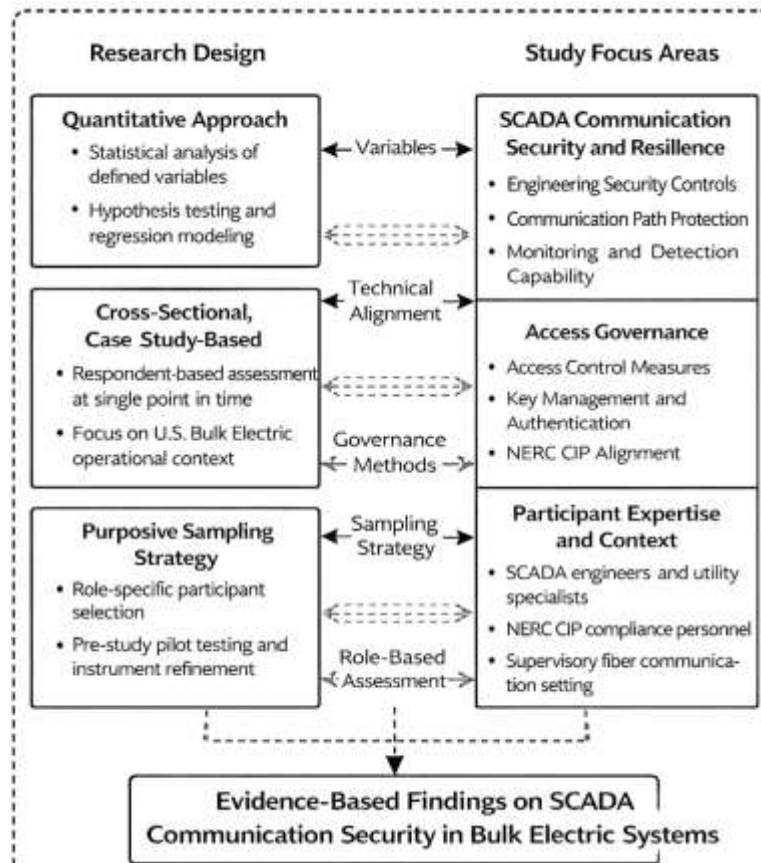 Research Design
Study Focus Areas
Quantitative Approach
• Statistical analysis of
defined variables
• Hypothesis testing and
regression modeling
Variables
SCADA Communication
Security and Resillence
• Engineering Security Controls
• Communication Path Protection
• Monitoring and Detection
Capability
Technical
Alignment
Cross-Sectional,
Case Study-Based
• Respondent-based assessment
at single point in time
• Focus on U.S. Bulk Electric
operational context
Access Governance
• Access Control Measures
• Key Management and
Authentication
• NERC CIP Alignment
Governance
Methods
Purposive Sampling
Strategy
• Role-specific participant
selection
• Pre-study pilot testing and
instrument refinement
Sampling
Strategy
Participant Expertise
and Context
• SCADA engineers and utility
specialists
• NERC CIP compliance personnel
• Supervisory fiber communica-
tion setting
Role-Based
Assessment
Evidence-Based Findings on SCADA
Communication Security in Bulk Electric Systems